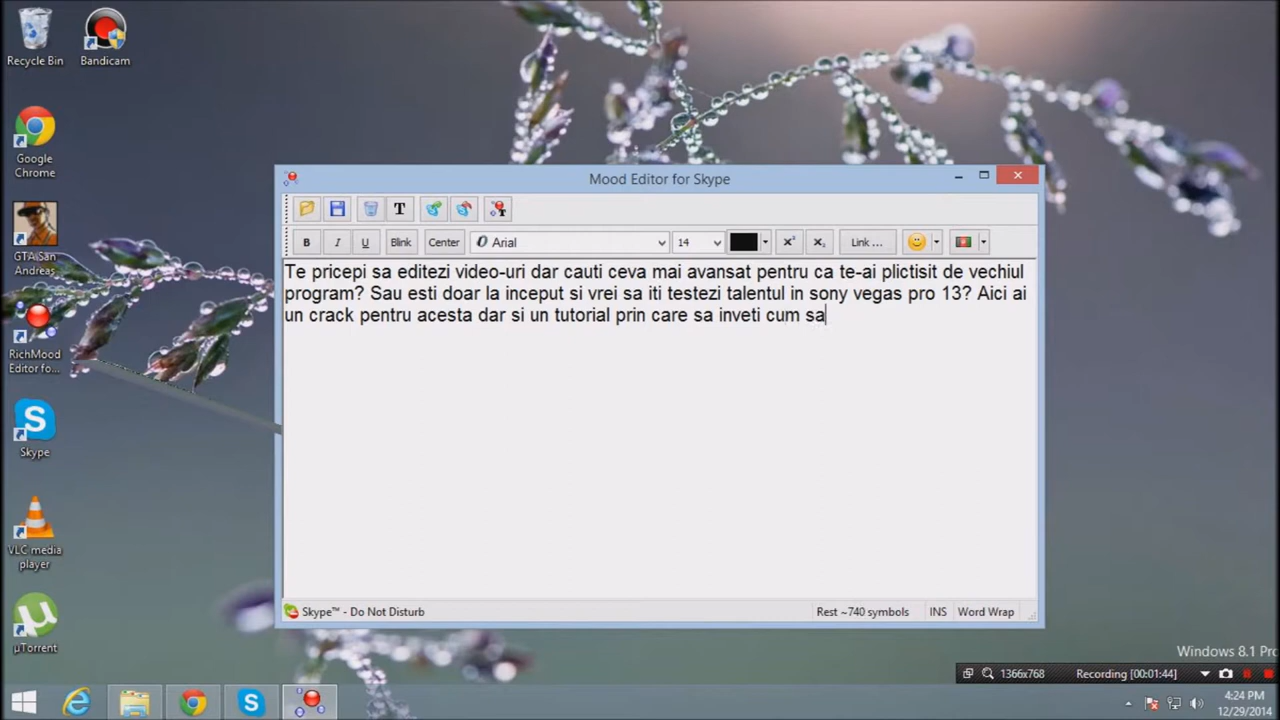 Recycle Bin
Bandicam
Google
Chrome
GTA San
Andreas
RichMood
Editor fo...
Skype
VLC media
player
µTorrent
Mood Editor for Skype
T
B I U Blink Center Arial 14 X² X₂ Link ...
Te pricepi sa editezi video-uri dar cauti ceva mai avansat pentru ca te-ai plictisit de vechiul
program? Sau esti doar la inceput si vrei sa iti testezi talentul in sony vegas pro 13? Aici ai
un crack pentru acesta dar si un tutorial prin care sa inveti cum sa
Skype™ - Do Not Disturb Rest ~740 symbols INS Word Wrap
Windows 8.1 Pro
1366x768 Recording [00:01:44]
4:24 PM
12/29/2014